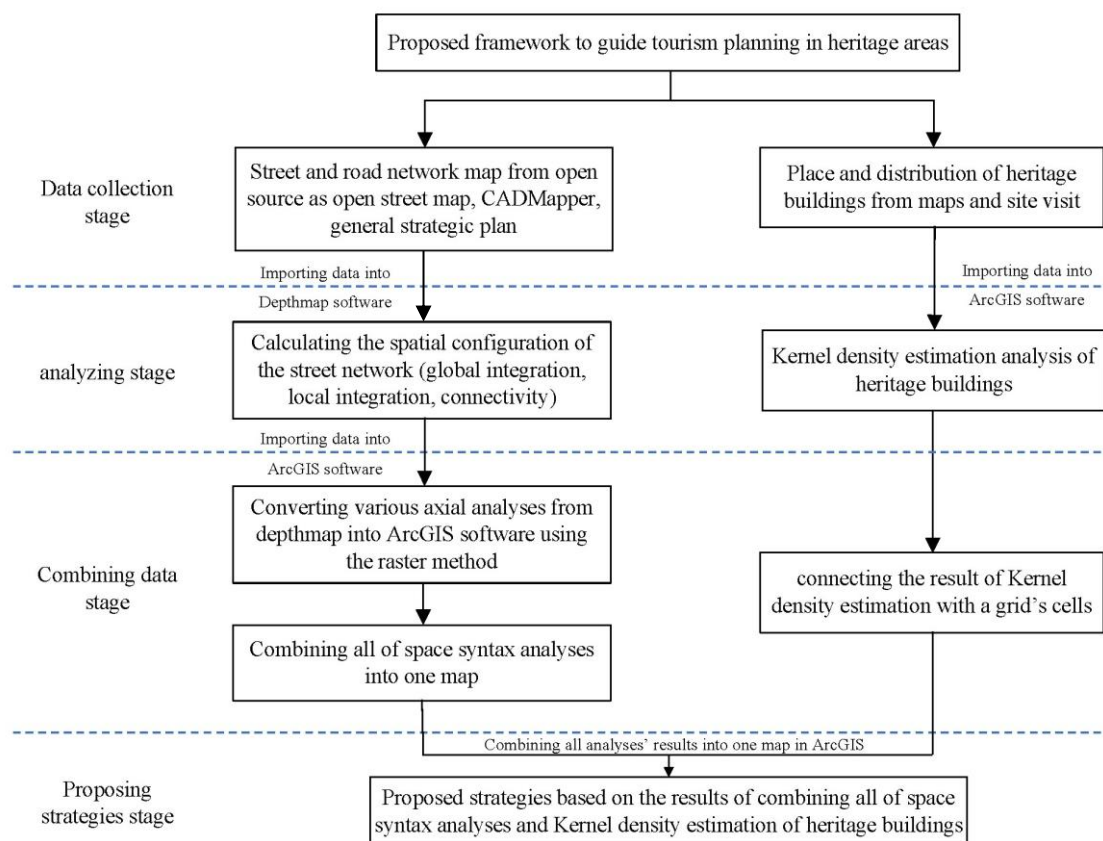 Proposed framework to guide tourism planning in heritage areas
Data collection
stage
Street and road network map from open
source as open street map, CADMapper,
general strategic plan
Place and distribution of heritage
buildings from maps and site visit
Importing data into
Depthmap software
Importing data into
ArcGIS software
analyzing stage
Calculating the spatial configuration of
the street network (global integration,
local integration, connectivity)
Kernel density estimation analysis of
heritage buildings
Importing data into
ArcGIS software
Combining data
stage
Converting various axial analyses from
depthmap into ArcGIS software using
the raster method
connecting the result of Kernel
density estimation with a grid’s cells
Combining all of space syntax analyses
into one map
Combining all analyses’ results into one map in ArcGIS
Proposing
strategies stage
Proposed strategies based on the results of combining all of space
syntax analyses and Kernel density estimation of heritage buildings